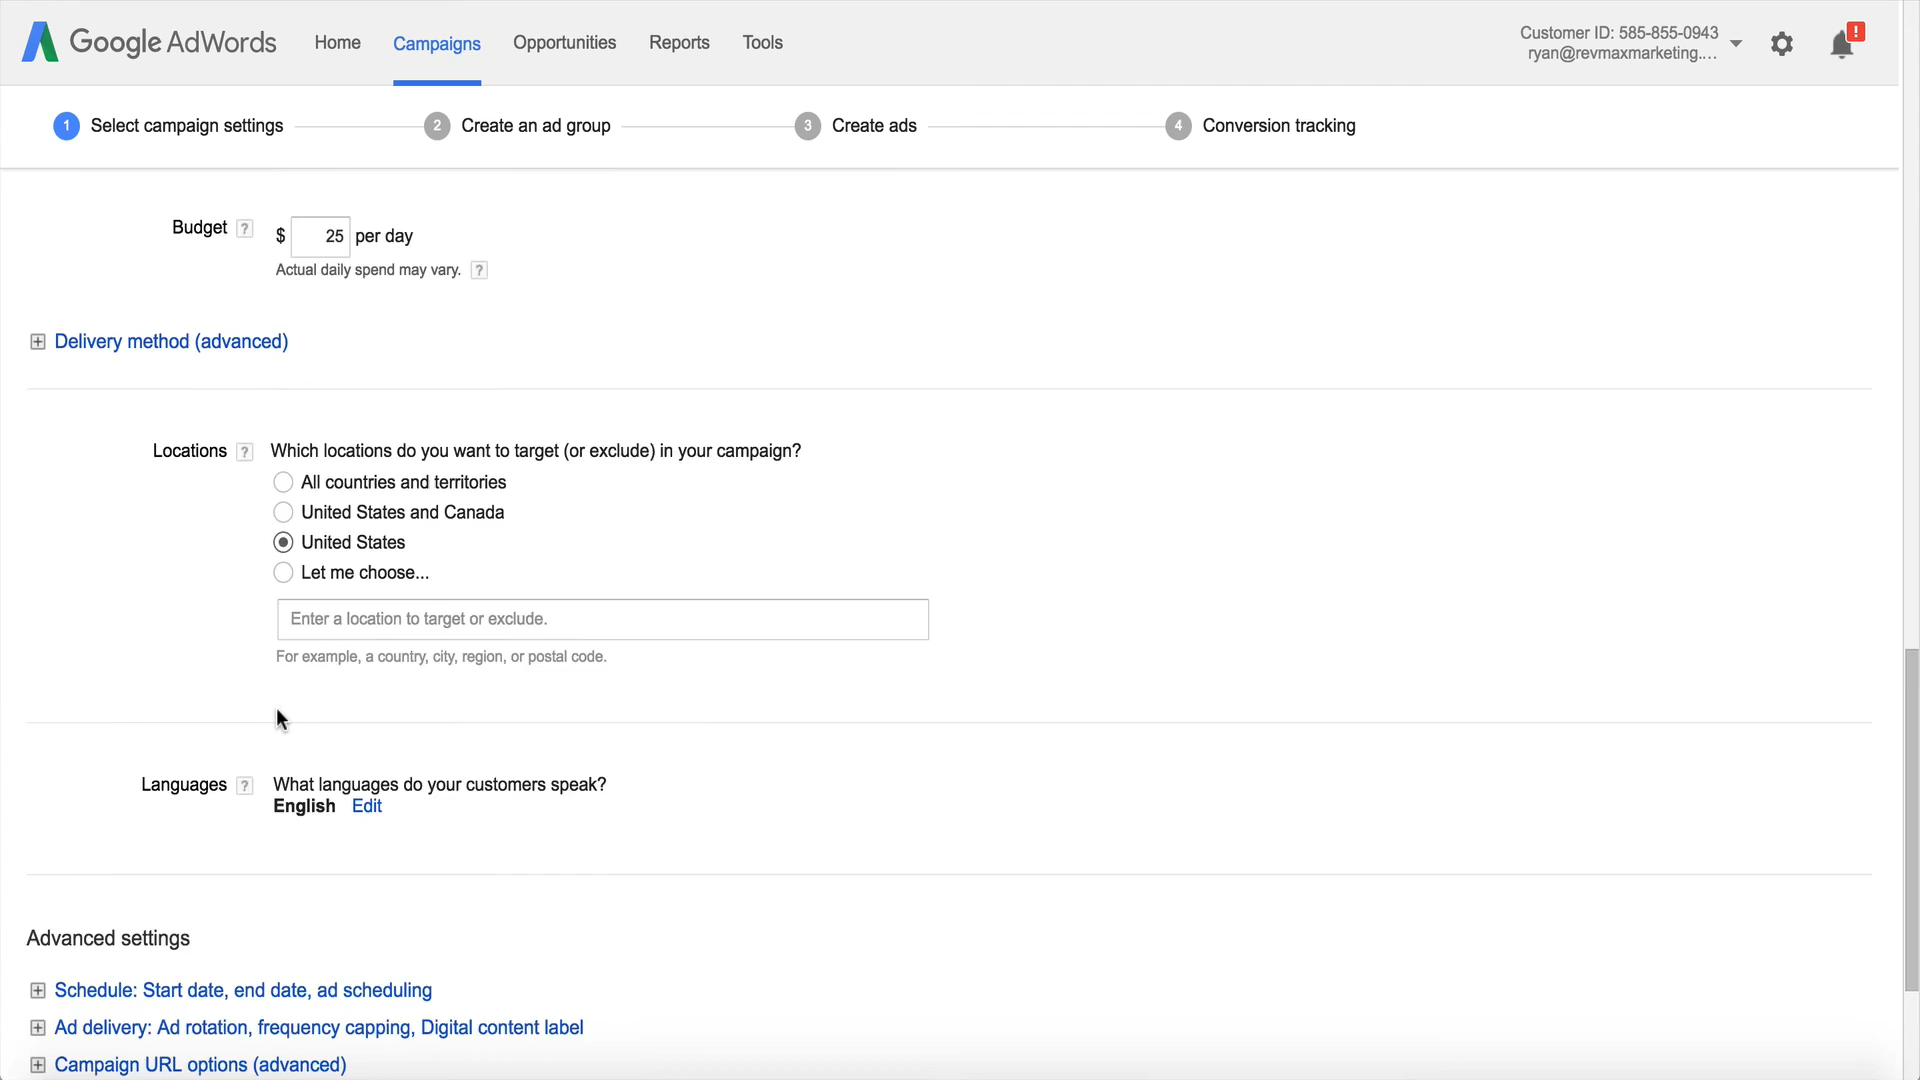 Google AdWords Home Campaigns Opportunities Reports Tools
Customer ID: 585-855-0943
ryan@revmaxmarketing....
!
1 Select campaign settings 2 Create an ad group 3 Create ads 4 Conversion tracking
Budget ? $ 25 per day
Actual daily spend may vary. ?
Delivery method (advanced)
Locations ? Which locations do you want to target (or exclude) in your campaign?
All countries and territories
United States and Canada
United States
Let me choose...
Enter a location to target or exclude.
For example, a country, city, region, or postal code.
Languages ? What languages do your customers speak?
English Edit
Advanced settings
Schedule: Start date, end date, ad scheduling
Ad delivery: Ad rotation, frequency capping, Digital content label
Campaign URL options (advanced)